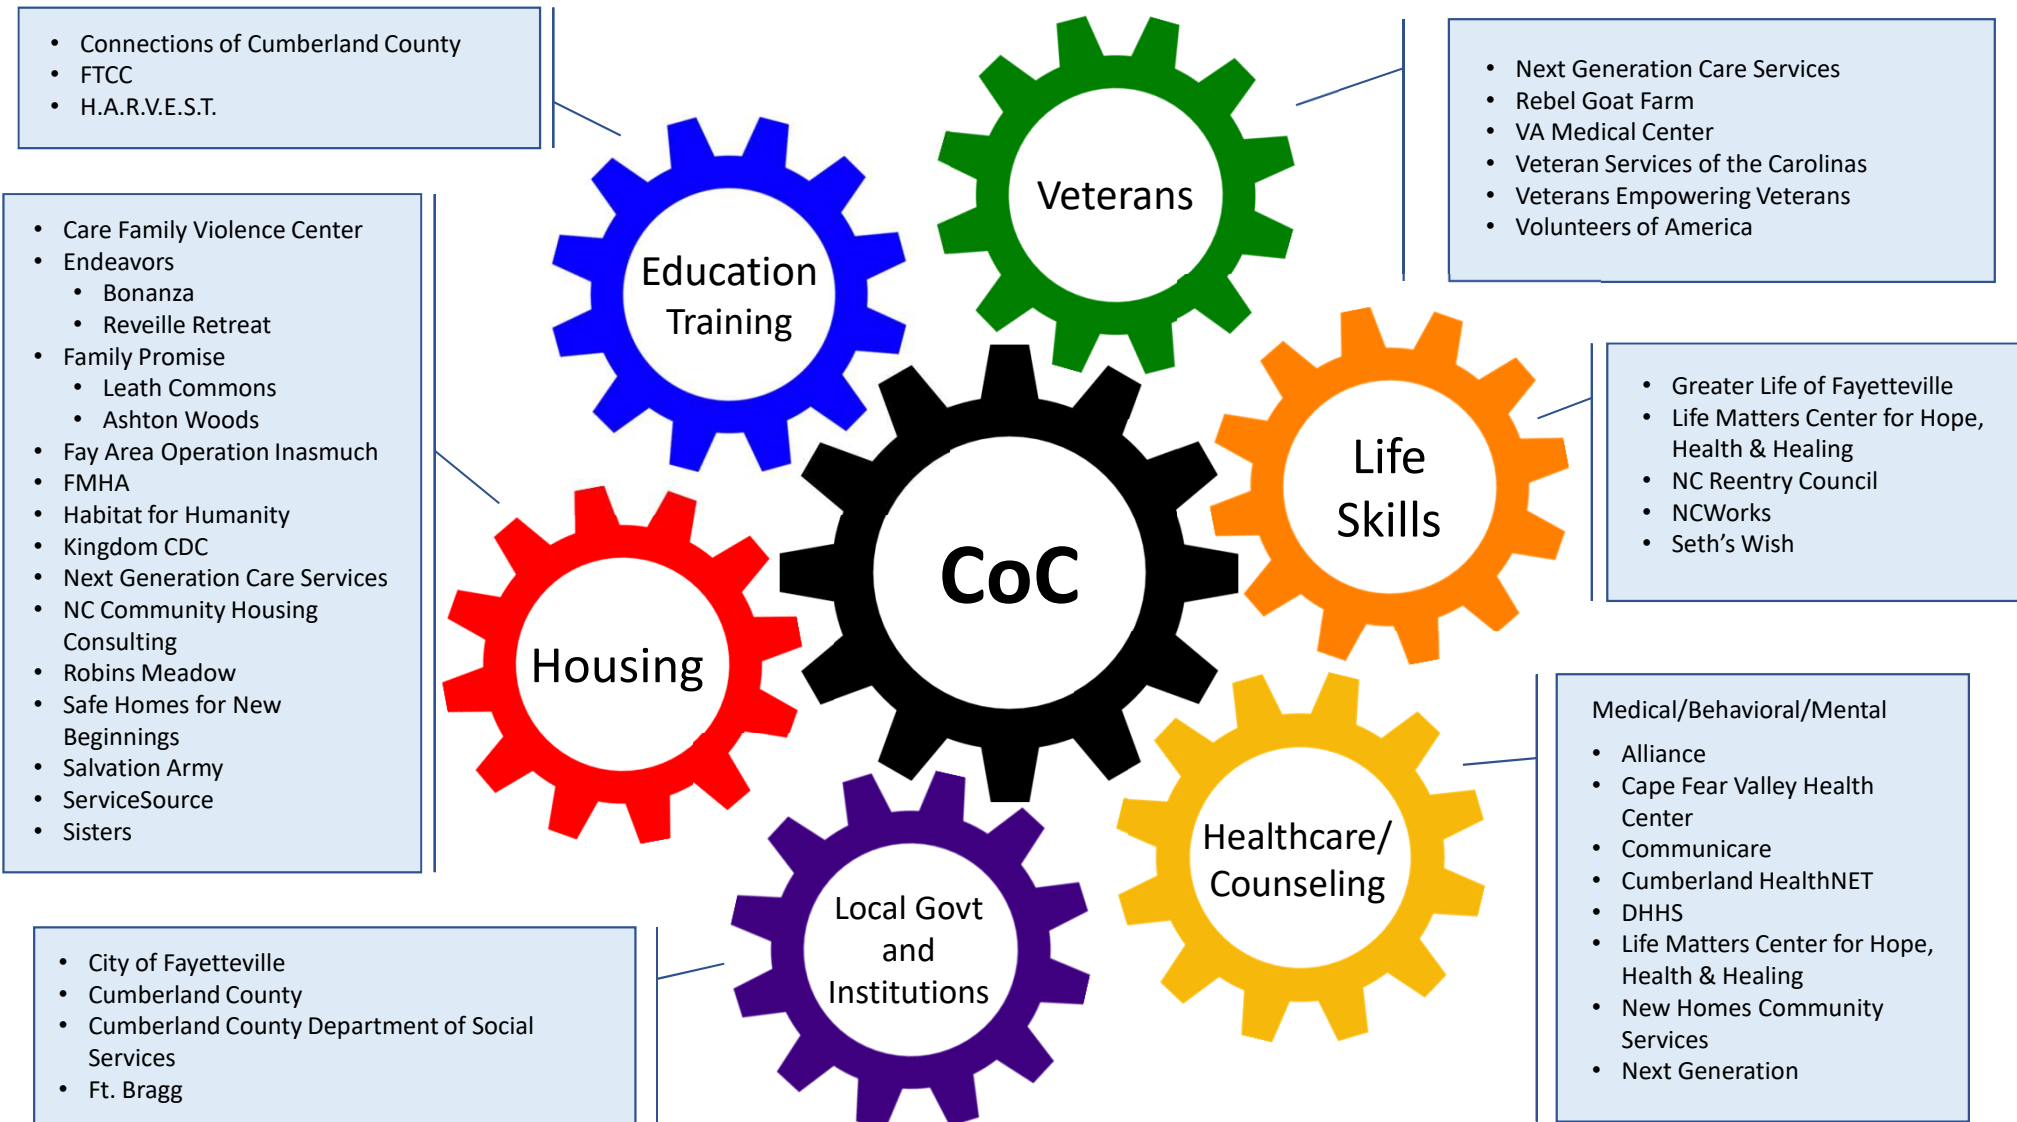 • Connections of Cumberland County
• FTCC
• H.A.R.V.E.S.T.
Education
Training
Veterans
• Next Generation Care Services
• Rebel Goat Farm
• VA Medical Center
• Veteran Services of the Carolinas
• Veterans Empowering Veterans
• Volunteers of America
• Care Family Violence Center
• Endeavors
• Bonanza
• Reveille Retreat
• Family Promise
• Leath Commons
• Ashton Woods
• Fay Area Operation Inasmuch
• FMHA
• Habitat for Humanity
• Kingdom CDC
• Next Generation Care Services
• NC Community Housing
Consulting
• Robins Meadow
• Safe Homes for New
Beginnings
• Salvation Army
• ServiceSource
• Sisters
Housing
CoC
Life
Skills
• Greater Life of Fayetteville
• Life Matters Center for Hope,
Health & Healing
• NC Reentry Council
• NCWorks
• Seth’s Wish
• City of Fayetteville
• Cumberland County
• Cumberland County Department of Social
Services
• Ft. Bragg
Local Govt
and
Institutions
Healthcare/
Counseling
Medical/Behavioral/Mental
• Alliance
• Cape Fear Valley Health
Center
• Communicare
• Cumberland HealthNET
• DHHS
• Life Matters Center for Hope,
Health & Healing
• New Homes Community
Services
• Next Generation